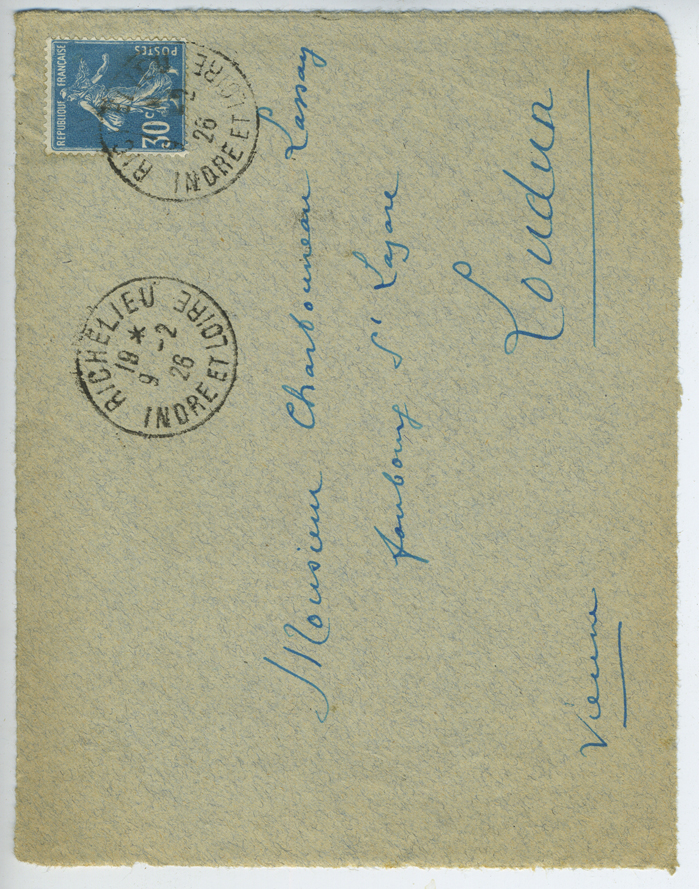 REPUBLIQUE FRANÇAISE
POSTES
30c
INDRE ET LOIRE
26
RICHELIEU
19 *
9 -2
26
INDRE ET LOIRE
Monsieur Charbonneau Lassay
faubourg St Lazare
Loudun
Vienne